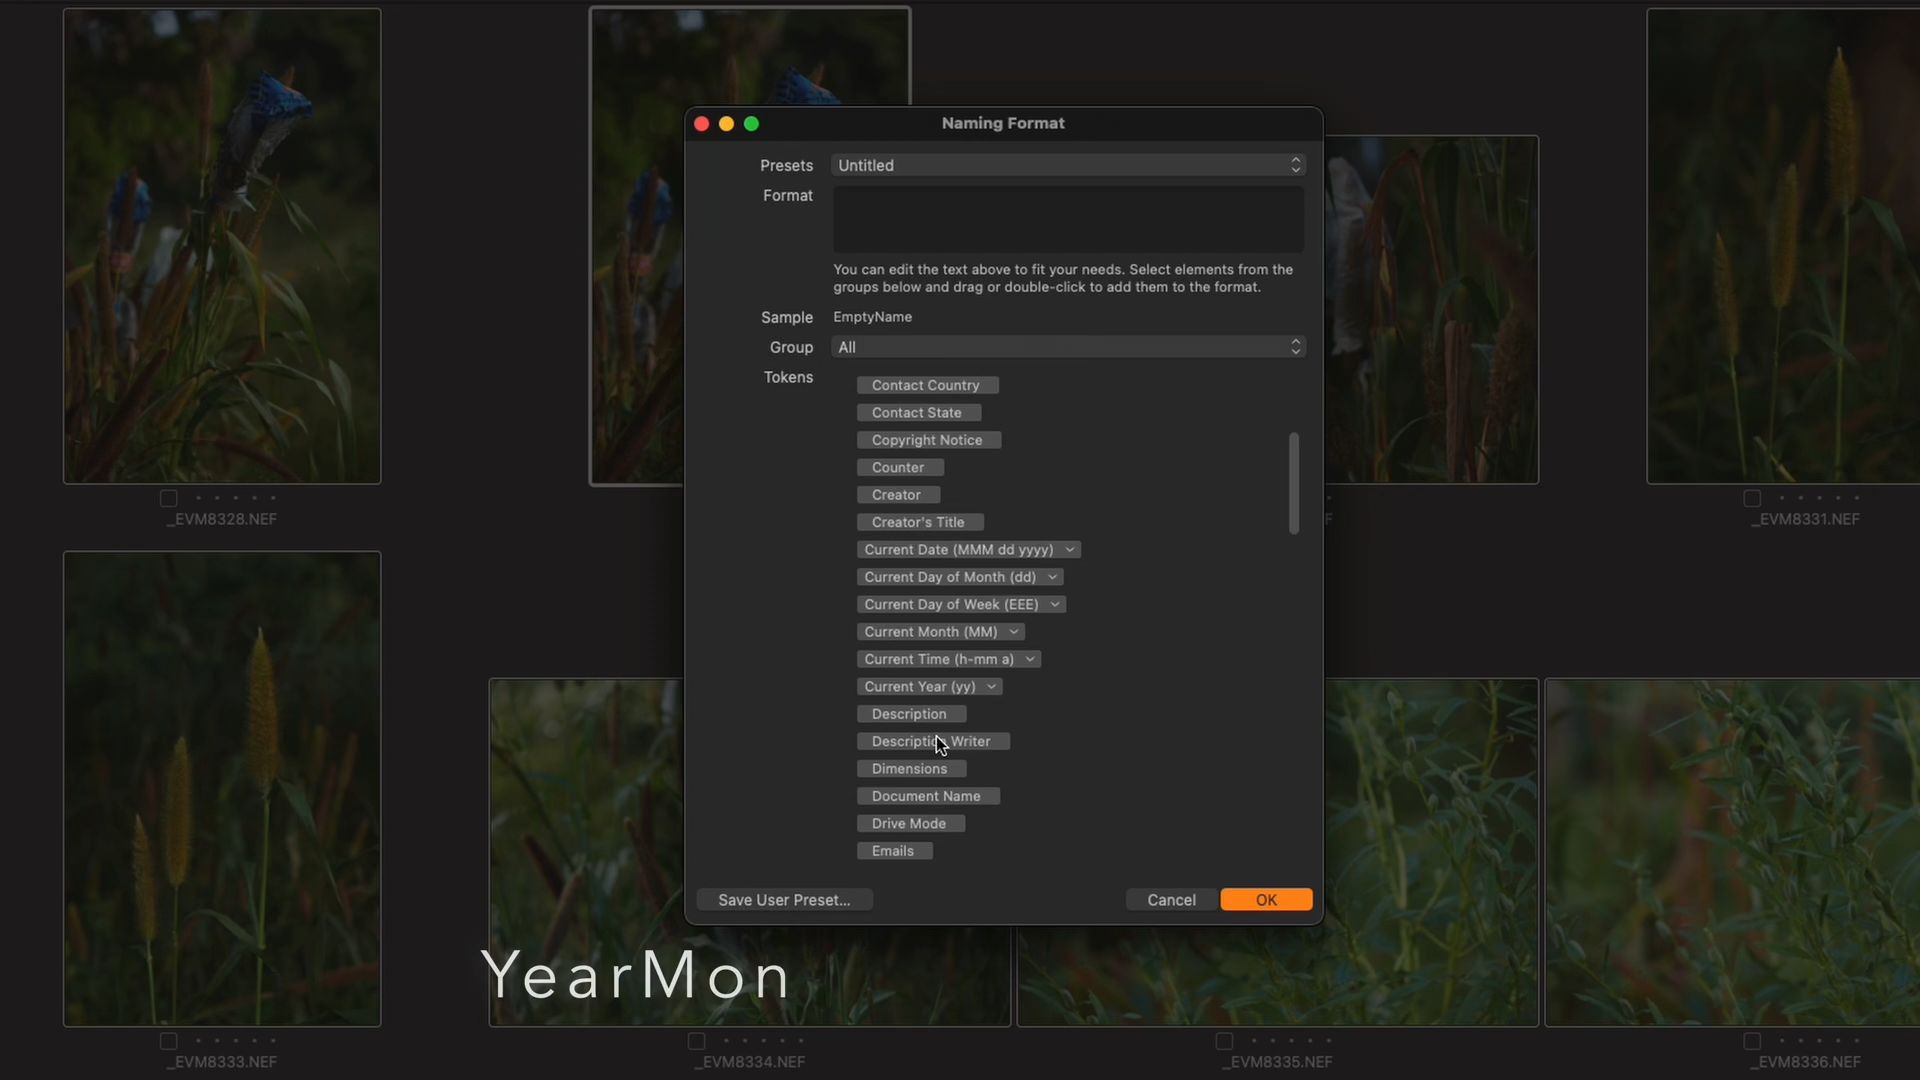 Naming Format
Presets
Untitled
Format
You can edit the text above to fit your needs. Select elements from the
groups below and drag or double-click to add them to the format.
Sample
EmptyName
Group
All
Tokens
Contact Country
Contact State
Copyright Notice
Counter
Creator
Creator's Title
Current Date (MMM dd yyyy)
Current Day of Month (dd)
Current Day of Week (EEE)
Current Month (MM)
Current Time (h-mm a)
Current Year (yy)
Description
Description Writer
Dimensions
Document Name
Drive Mode
Emails
Save User Preset...
Cancel
OK
_EVM8328.NEF
_EVM8331.NEF
YearMon
_EVM8333.NEF
_EVM8334.NEF
_EVM8335.NEF
_EVM8336.NEF